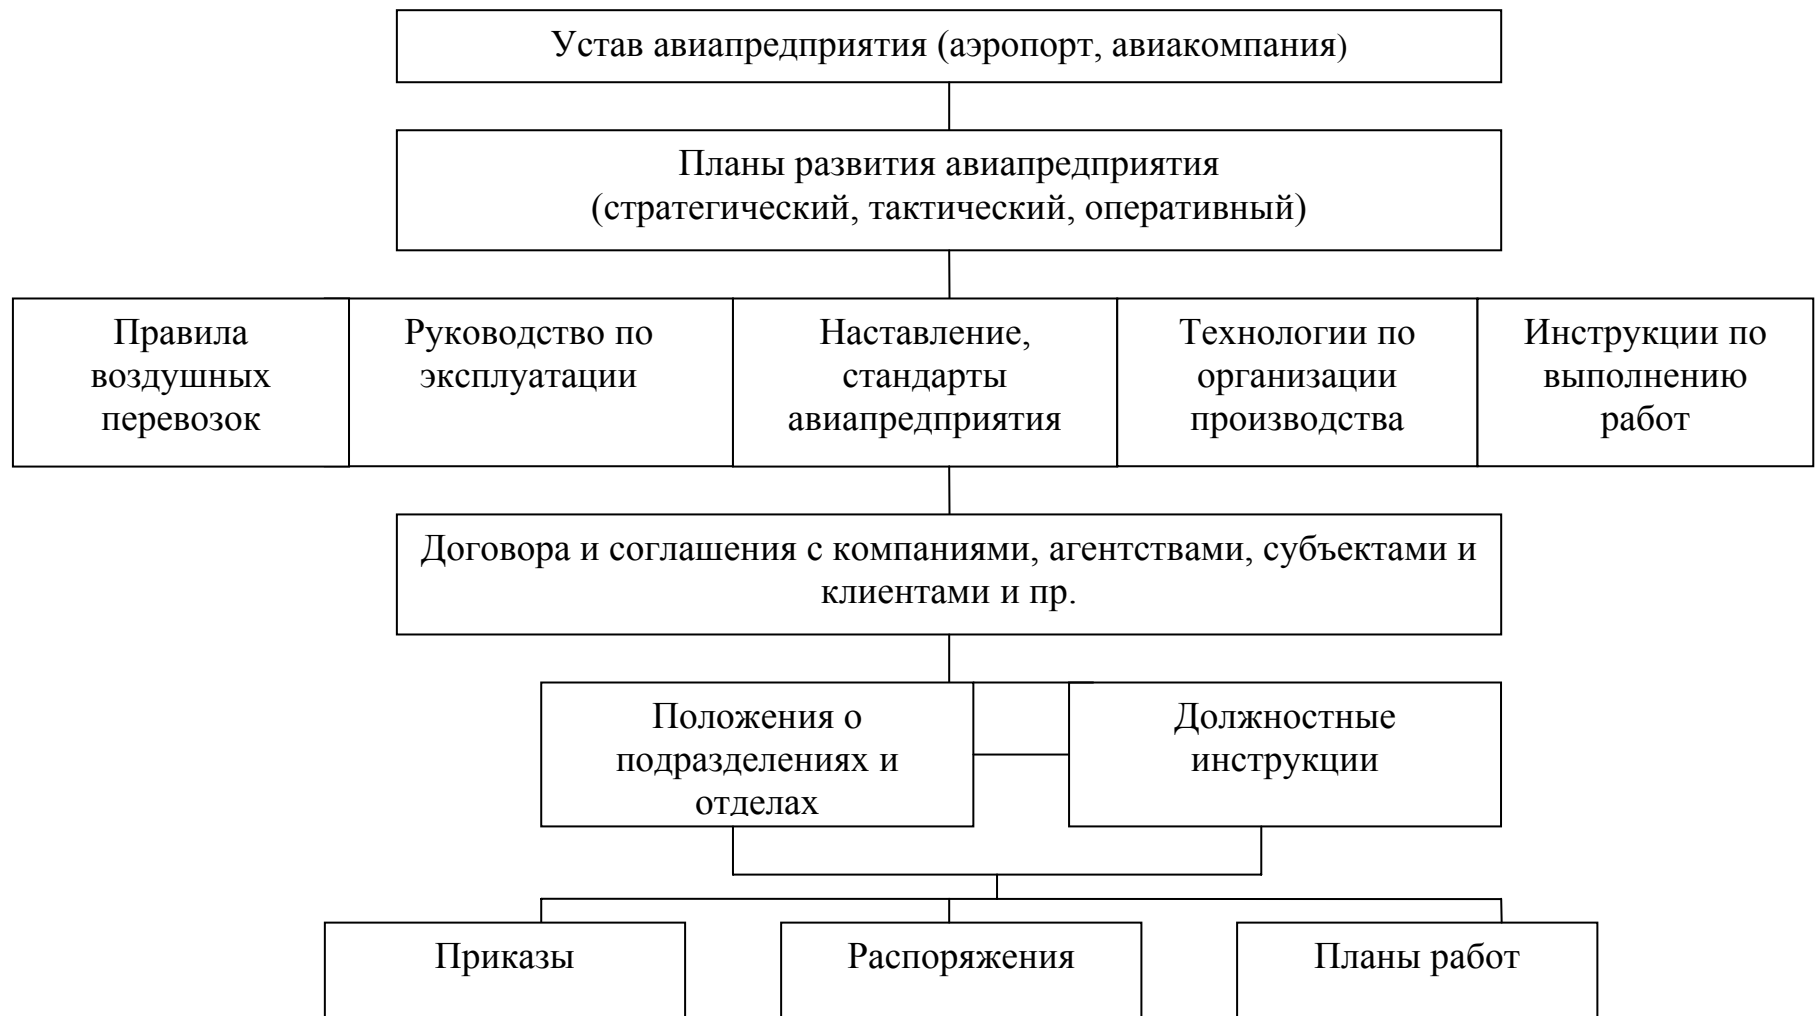 Устав авиапредприятия (аэропорт, авиакомпания)
Планы развития авиапредприятия
(стратегический, тактический, оперативный)
Правила
воздушных
перевозок
Руководство по
эксплуатации
Наставление,
стандарты
авиапредприятия
Технологии по
организации
производства
Инструкции по
выполнению
работ
Договора и соглашения с компаниями, агентствами, субъектами и
клиентами и пр.
Положения о
подразделениях и
отделах
Должностные
инструкции
Приказы
Распоряжения
Планы работ